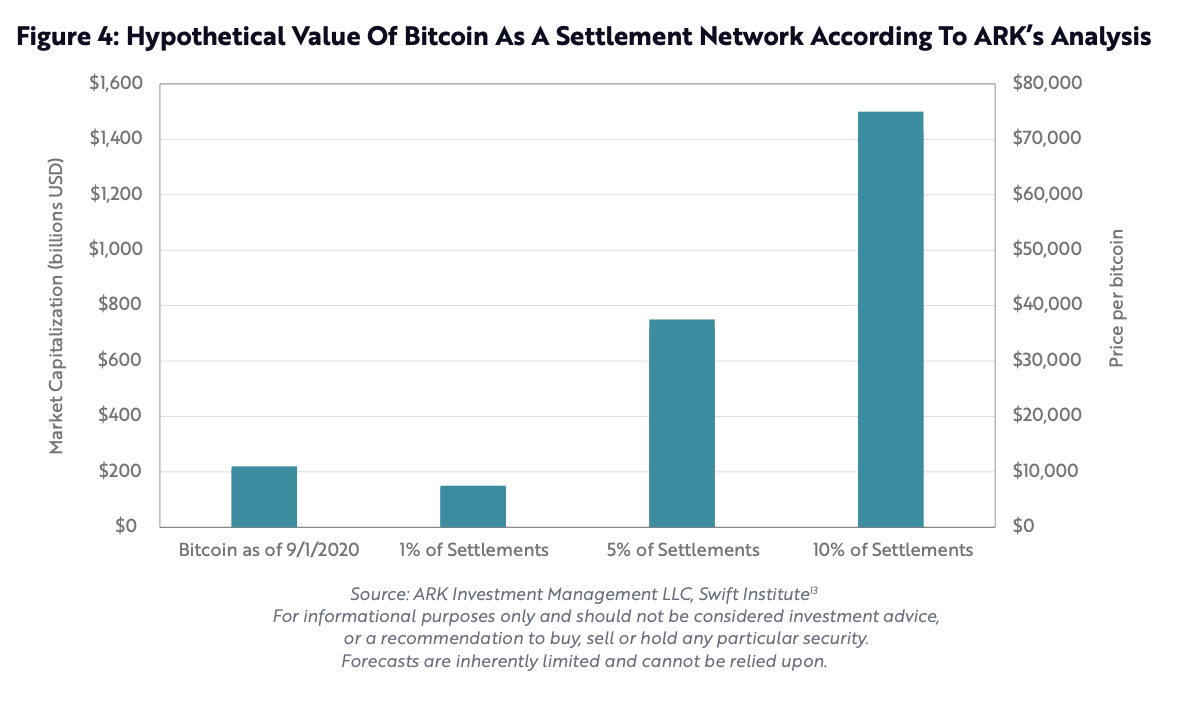 Figure 4: Hypothetical Value Of Bitcoin As A Settlement Network According To ARK’s Analysis
Market Capitalization (billions USD)
$1,600
$1,400
$1,200
$1,000
$800
$600
$400
$200
$0
$80,000
$70,000
$60,000
$50,000
$40,000
$30,000
$20,000
$10,000
$0
Price per bitcoin
Bitcoin as of 9/1/2020
1% of Settlements
5% of Settlements
10% of Settlements
Source: ARK Investment Management LLC, Swift Institute¹³
For informational purposes only and should not be considered investment advice,
or a recommendation to buy, sell or hold any particular security.
Forecasts are inherently limited and cannot be relied upon.